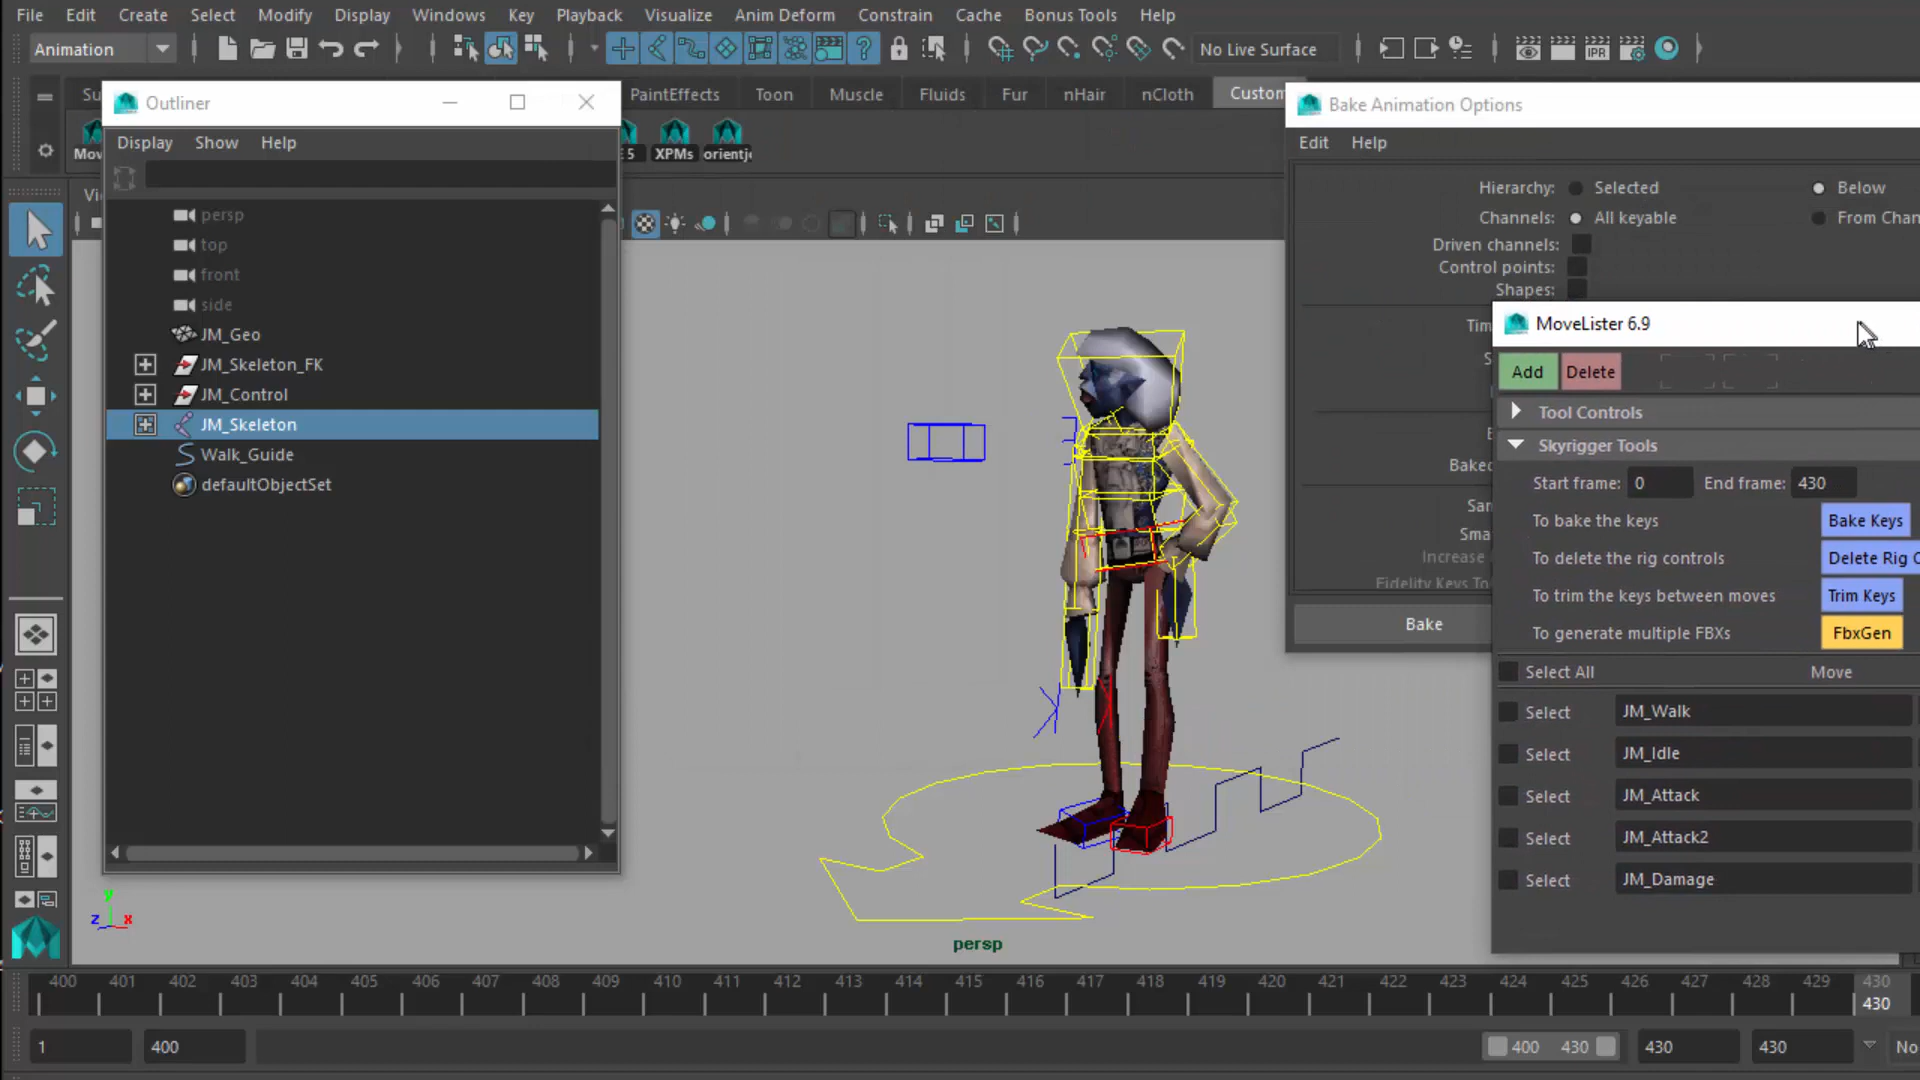 File Edit Create Select Modify Display Windows Key Playback Visualize Anim Deform Constrain Cache Bonus Tools Help
Animation
No Live Surface
IPR
PaintEffects Toon Muscle Fluids Fur nHair nCloth Custom
XPMs
Outliner
Display Show Help
persp
top
front
side
JM_Geo
JM_Skeleton_FK
JM_Control
JM_Skeleton
Walk_Guide
defaultObjectSet
Bake Animation Options
Edit Help
Hierarchy: Selected Below
Channels: All keyable From Chan
Driven channels:
Control points:
Shapes:
Baked
Increase
Fidelity Keys To
Bake
MoveLister 6.9
Add Delete
Tool Controls
Skyrigger Tools
Start frame: 0 End frame: 430
To bake the keys Bake Keys
To delete the rig controls Delete Rig C
To trim the keys between moves Trim Keys
To generate multiple FBXs FbxGen
Select All Move
Select JM_Walk
Select JM_Idle
Select JM_Attack
Select JM_Attack2
Select JM_Damage
y
z x
persp
400 401 402 403 404 405 406 407 408 409 410 411 412 413 414 415 416 417 418 419 420 421 422 423 424 425 426 427 428 429 430
430
1 400 400 430 430 430 No